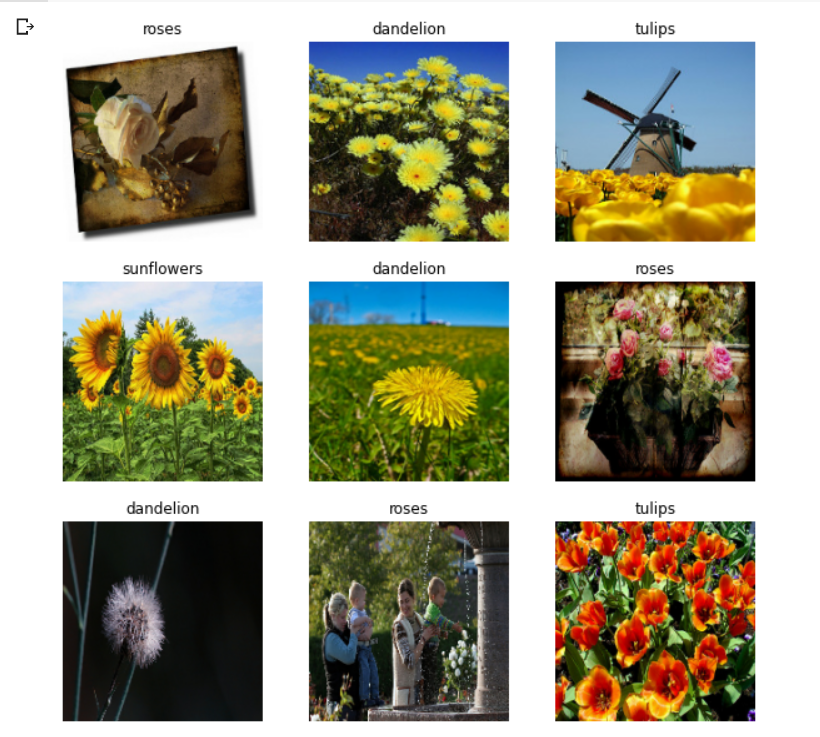 roses
dandelion
tulips
sunflowers
dandelion
roses
dandelion
roses
tulips